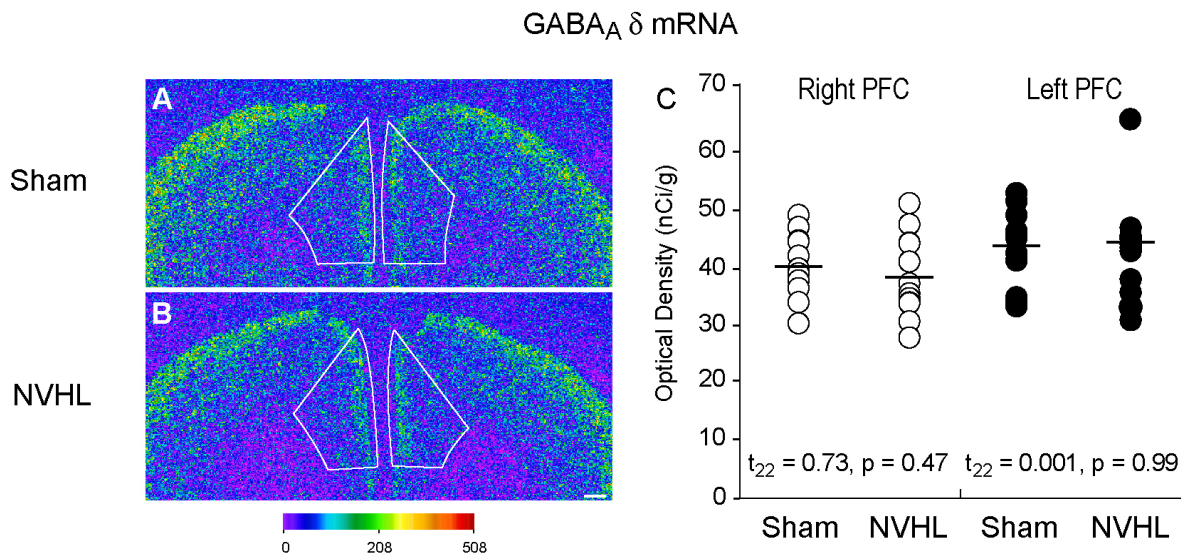 GABAA δ mRNA
Sham
A
NVHL
B
0 208 508
C
Right PFC Left PFC
Optical Density (nCi/g)
70
60
50
40
30
20
10
0
t22 = 0.73, p = 0.47 t22 = 0.001, p = 0.99
Sham NVHL Sham NVHL